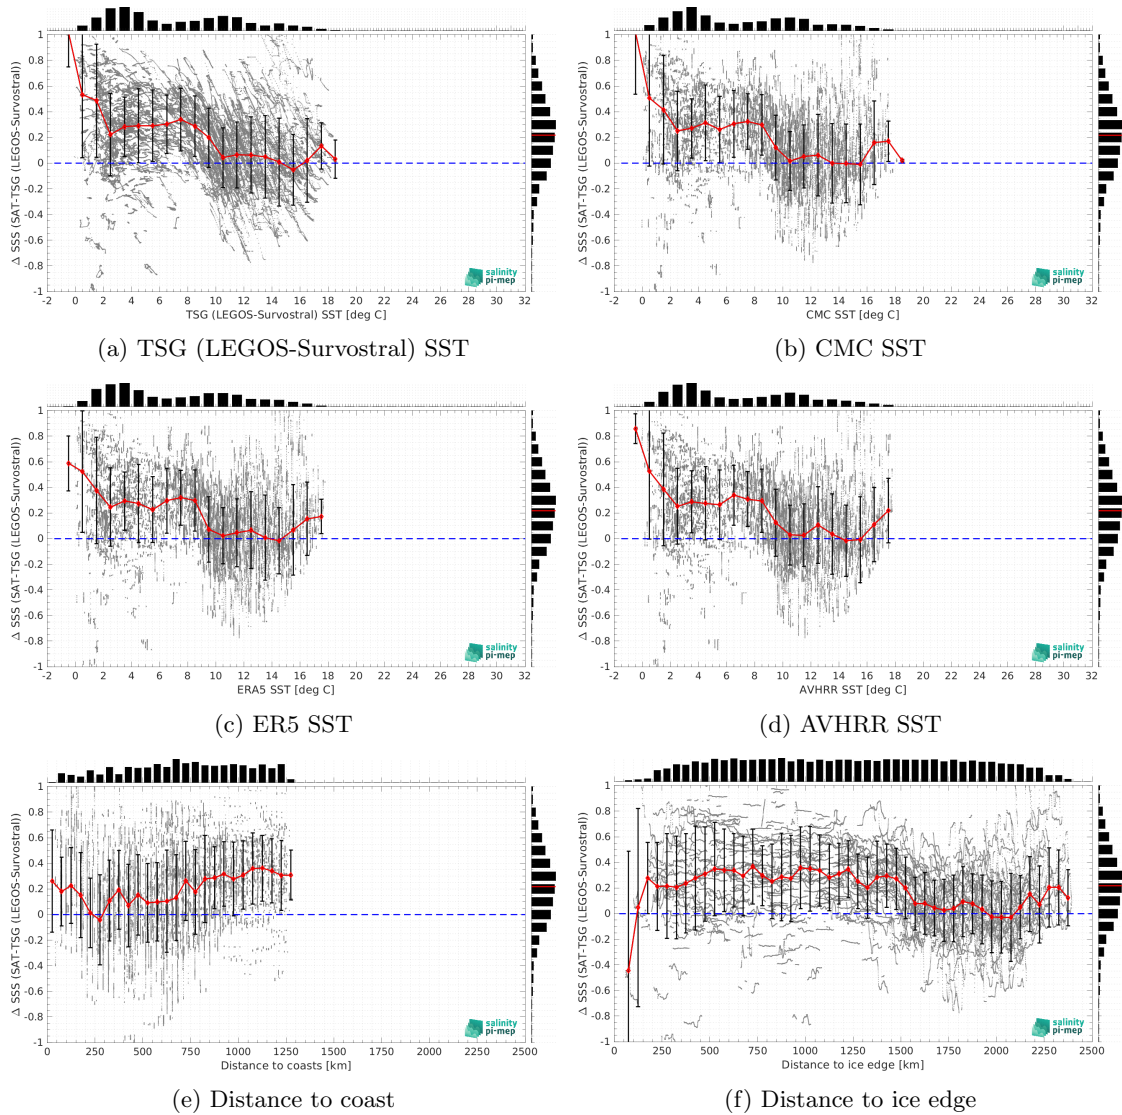 1
0.8
0.6
0.4
0.2
0
-0.2
-0.4
-0.6
-0.8
-1
Δ SSS (SAT-TSG (LEGOS-Survostral))
-2 0 2 4 6 8 10 12 14 16 18 20 22 24 26 28 30 32
TSG (LEGOS-Survostral) SST [deg C]
salinity
pi-mep
(a) TSG (LEGOS-Survostral) SST
1
0.8
0.6
0.4
0.2
0
-0.2
-0.4
-0.6
-0.8
-1
Δ SSS (SAT-TSG (LEGOS-Survostral))
-2 0 2 4 6 8 10 12 14 16 18 20 22 24 26 28 30 32
CMC SST [deg C]
salinity
pi-mep
(b) CMC SST
1
0.8
0.6
0.4
0.2
0
-0.2
-0.4
-0.6
-0.8
-1
Δ SSS (SAT-TSG (LEGOS-Survostral))
-2 0 2 4 6 8 10 12 14 16 18 20 22 24 26 28 30 32
ERA5 SST [deg C]
salinity
pi-mep
(c) ER5 SST
1
0.8
0.6
0.4
0.2
0
-0.2
-0.4
-0.6
-0.8
-1
Δ SSS (SAT-TSG (LEGOS-Survostral))
-2 0 2 4 6 8 10 12 14 16 18 20 22 24 26 28 30 32
AVHRR SST [deg C]
salinity
pi-mep
(d) AVHRR SST
1
0.8
0.6
0.4
0.2
0
-0.2
-0.4
-0.6
-0.8
-1
Δ SSS (SAT-TSG (LEGOS-Survostral))
0 250 500 750 1000 1250 1500 1750 2000 2250 2500
Distance to coasts [km]
salinity
pi-mep
(e) Distance to coast
1
0.8
0.6
0.4
0.2
0
-0.2
-0.4
-0.6
-0.8
-1
Δ SSS (SAT-TSG (LEGOS-Survostral))
0 250 500 750 1000 1250 1500 1750 2000 2250 2500
Distance to ice edge [km]
salinity
pi-mep
(f) Distance to ice edge